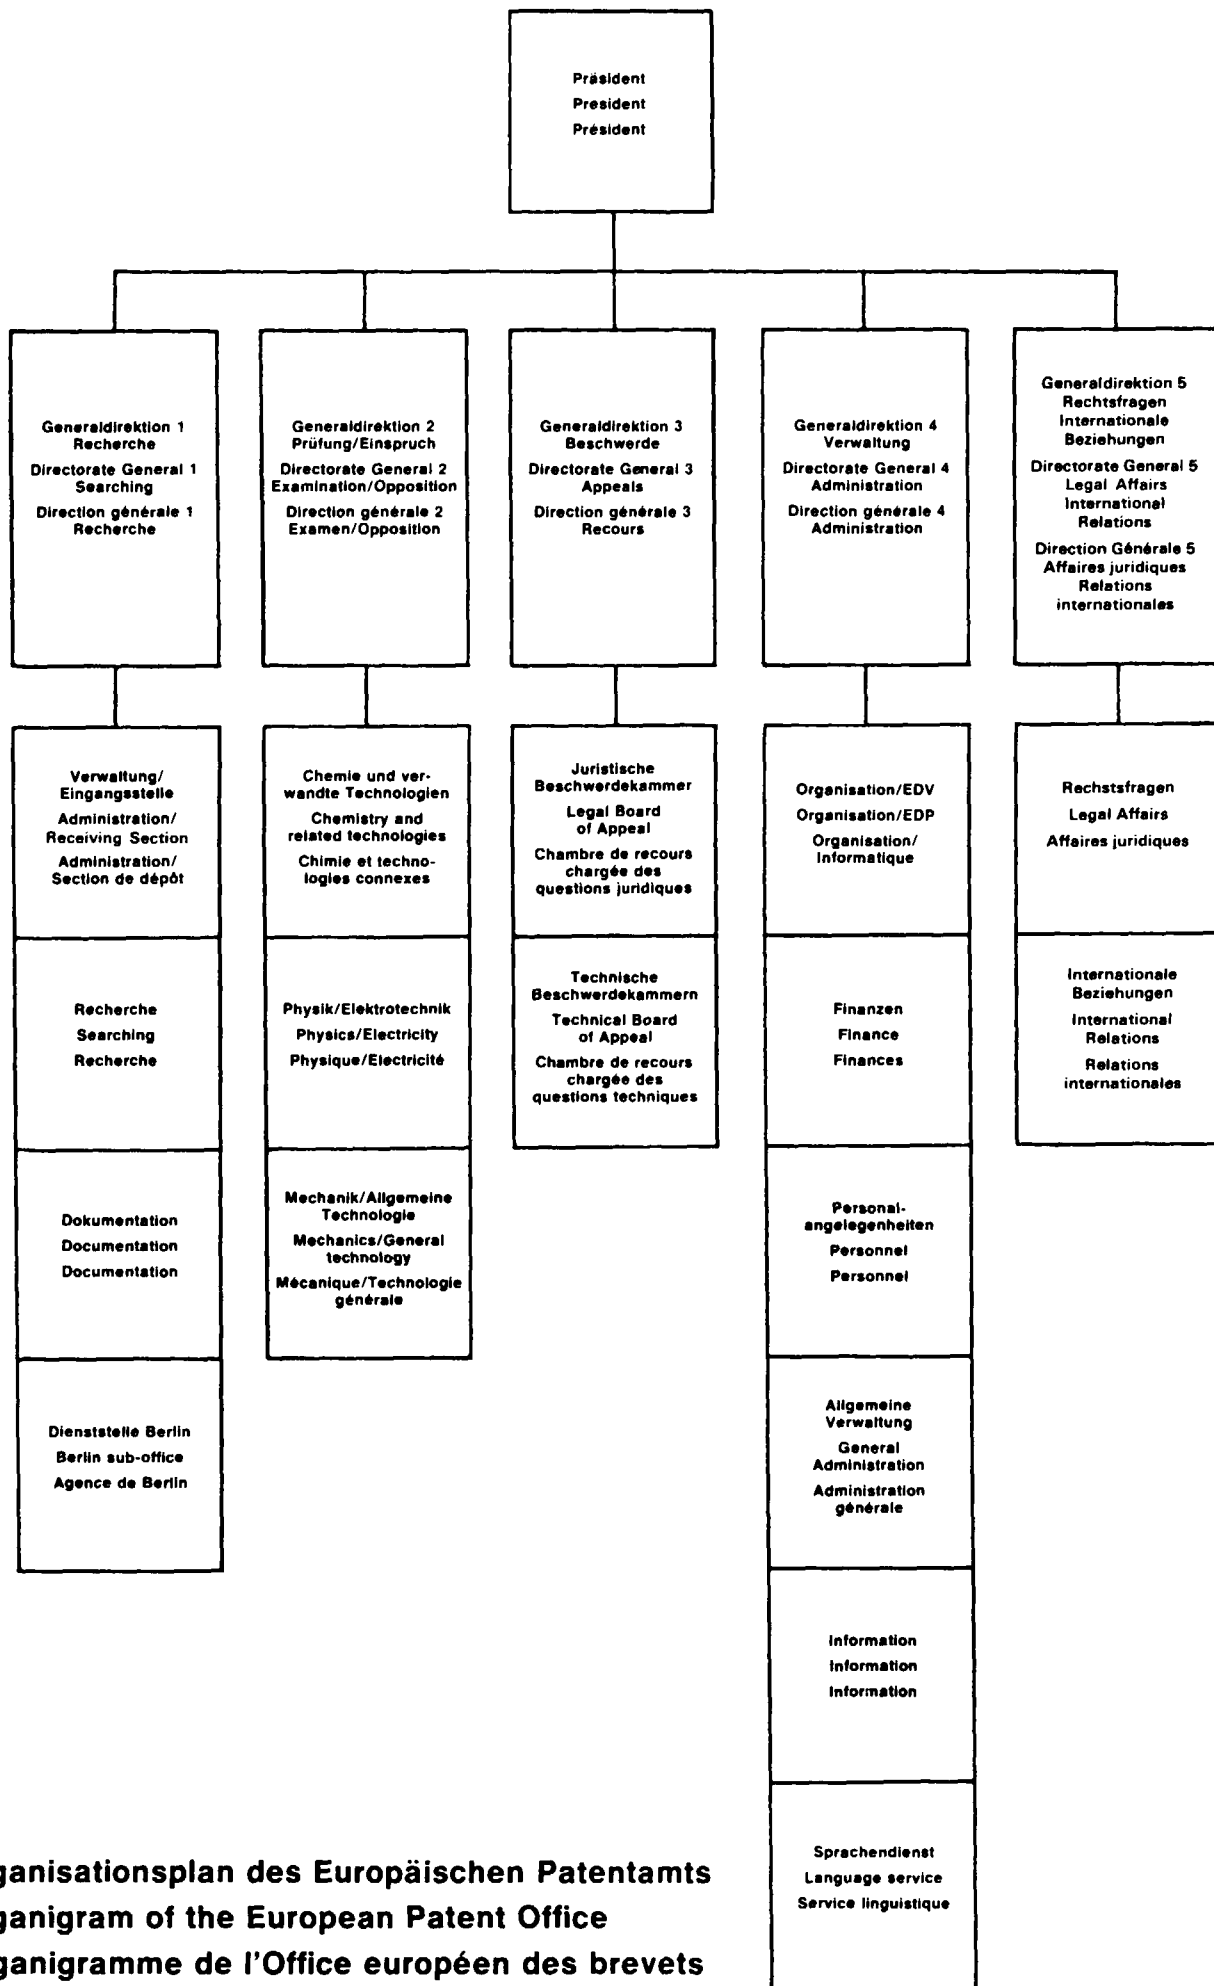 Präsident
President
Président
Generaldirektion 1
Recherche
Directorate General 1
Searching
Direction générale 1
Recherche
Generaldirektion 2
Prüfung/Einspruch
Directorate General 2
Examination/Opposition
Direction générale 2
Examen/Opposition
Generaldirektion 3
Beschwerde
Directorate General 3
Appeals
Direction générale 3
Recours
Generaldirektion 4
Verwaltung
Directorate General 4
Administration
Direction générale 4
Administration
Generaldirektion 5
Rechtsfragen
Internationale
Beziehungen
Directorate General 5
Legal Affairs
International
Relations
Direction Générale 5
Affaires juridiques
Relations
internationales
Verwaltung/
Eingangsstelle
Administration/
Receiving Section
Administration/
Section de dépôt
Recherche
Searching
Recherche
Dokumentation
Documentation
Documentation
Dienststelle Berlin
Berlin sub-office
Agence de Berlin
Chemie und ver-
wandte Technologien
Chemistry and
related technologies
Chimie et techno-
logies connexes
Physik/Elektrotechnik
Physics/Electricity
Physique/Electricité
Mechanik/Allgemeine
Technologie
Mechanics/General
technology
Mécanique/Technologie
générale
Juristische
Beschwerdekammer
Legal Board
of Appeal
Chambre de recours
chargée des
questions juridiques
Technische
Beschwerdekammern
Technical Board
of Appeal
Chambre de recours
chargée des
questions techniques
Organisation/EDV
Organisation/EDP
Organisation/
Informatique
Finanzen
Finance
Finances
Personal-
angelegenheiten
Personnel
Personnel
Allgemeine
Verwaltung
General
Administration
Administration
générale
Information
Information
Information
Sprachendienst
Language service
Service linguistique
Rechstsfragen
Legal Affairs
Affaires juridiques
Internationale
Beziehungen
International
Relations
Relations
internationales
ganisationsplan des Europäischen Patentamts
ganigram of the European Patent Office
ganigramme de l'Office européen des brevets